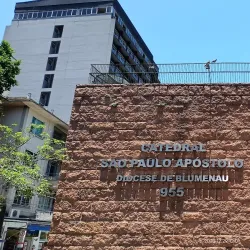 CATEDRAL
SÃO PAULO APÓSTOLO
DIOCESE DE BLUMENAU
955